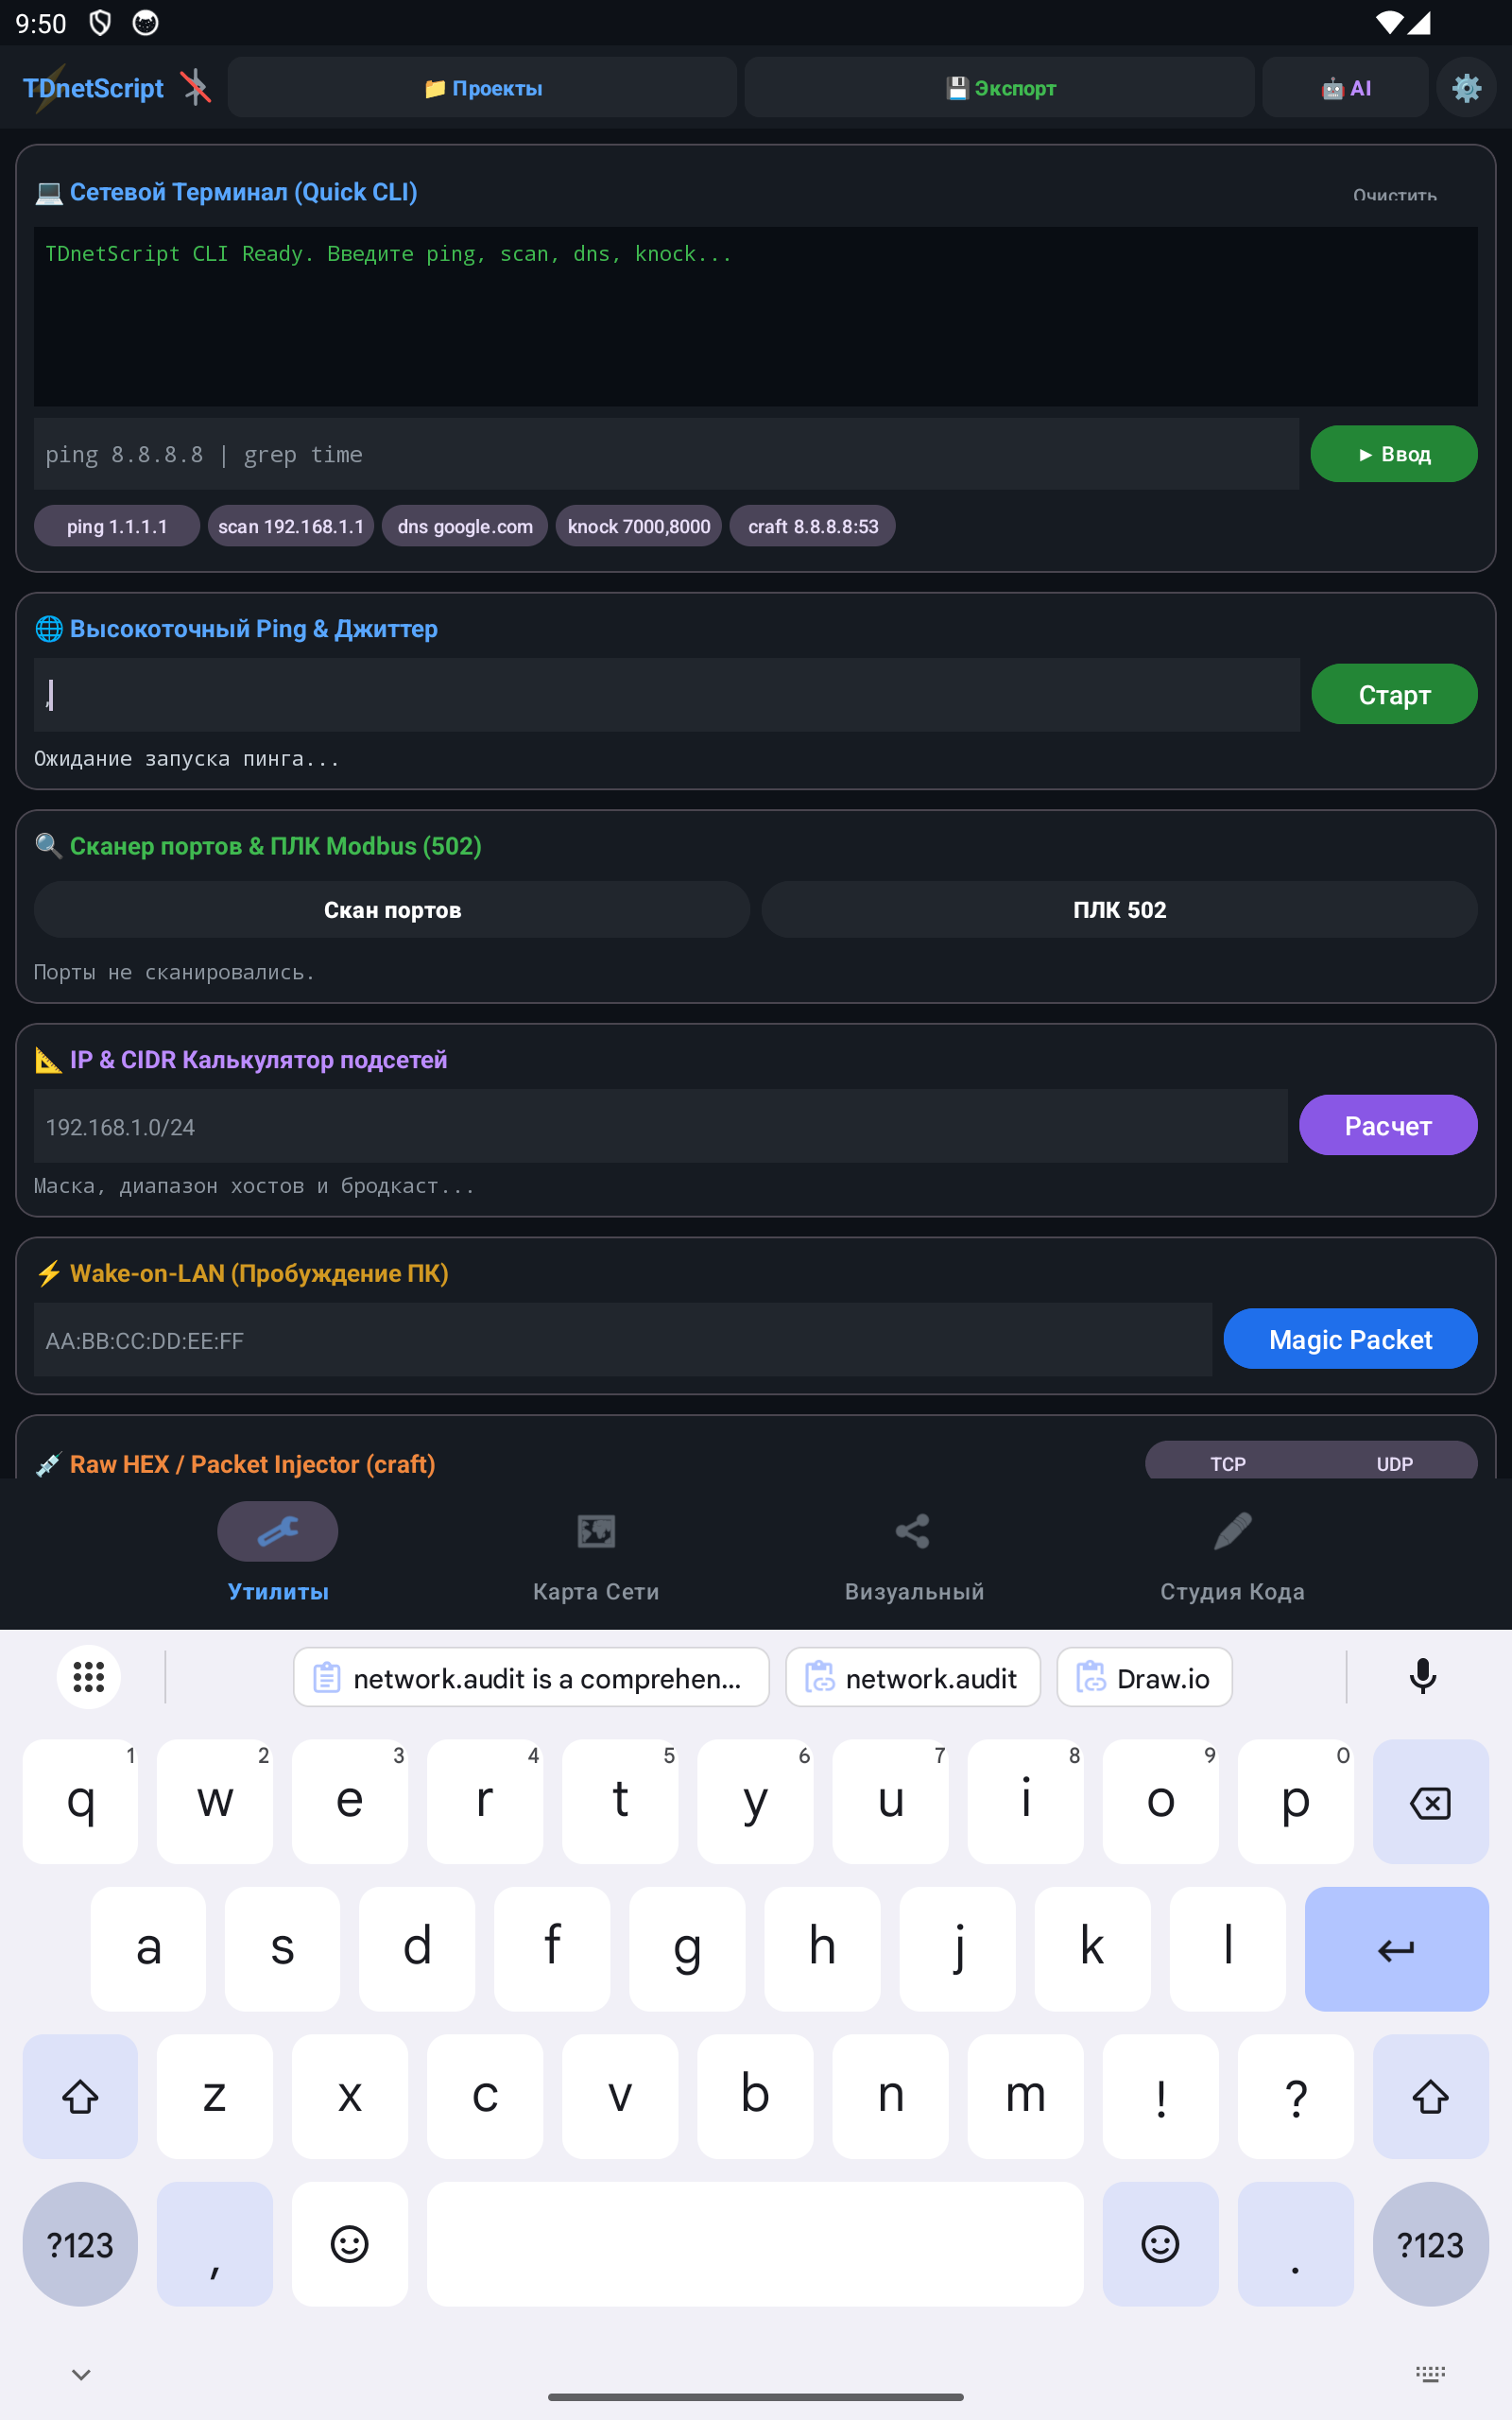 9:50
TDnetScript
📁 Проекты
💾 Экспорт
🤖 AI
💻 Сетевой Терминал (Quick CLI)
Очистить
TDnetScript CLI Ready. Введите ping, scan, dns, knock...
ping 8.8.8.8 | grep time
► Ввод
ping 1.1.1.1
scan 192.168.1.1
dns google.com
knock 7000,8000
craft 8.8.8.8:53
🌐 Высокоточный Ping & Джиттер
,
Старт
Ожидание запуска пинга...
🔍 Сканер портов & ПЛК Modbus (502)
Скан портов
ПЛК 502
Порты не сканировались.
📐 IP & CIDR Калькулятор подсетей
192.168.1.0/24
Расчет
Маска, диапазон хостов и бродкаст...
⚡ Wake-on-LAN (Пробуждение ПК)
AA:BB:CC:DD:EE:FF
Magic Packet
💉 Raw HEX / Packet Injector (craft)
TCP
UDP
Утилиты
Карта Сети
Визуальный
Студия Кода
network.audit is a comprehen...
network.audit
Draw.io
1 2 3 4 5 6 7 8 9 0
q w e r t y u i o p
a s d f g h j k l
z x c v b n m ! ?
?123 , . ?123